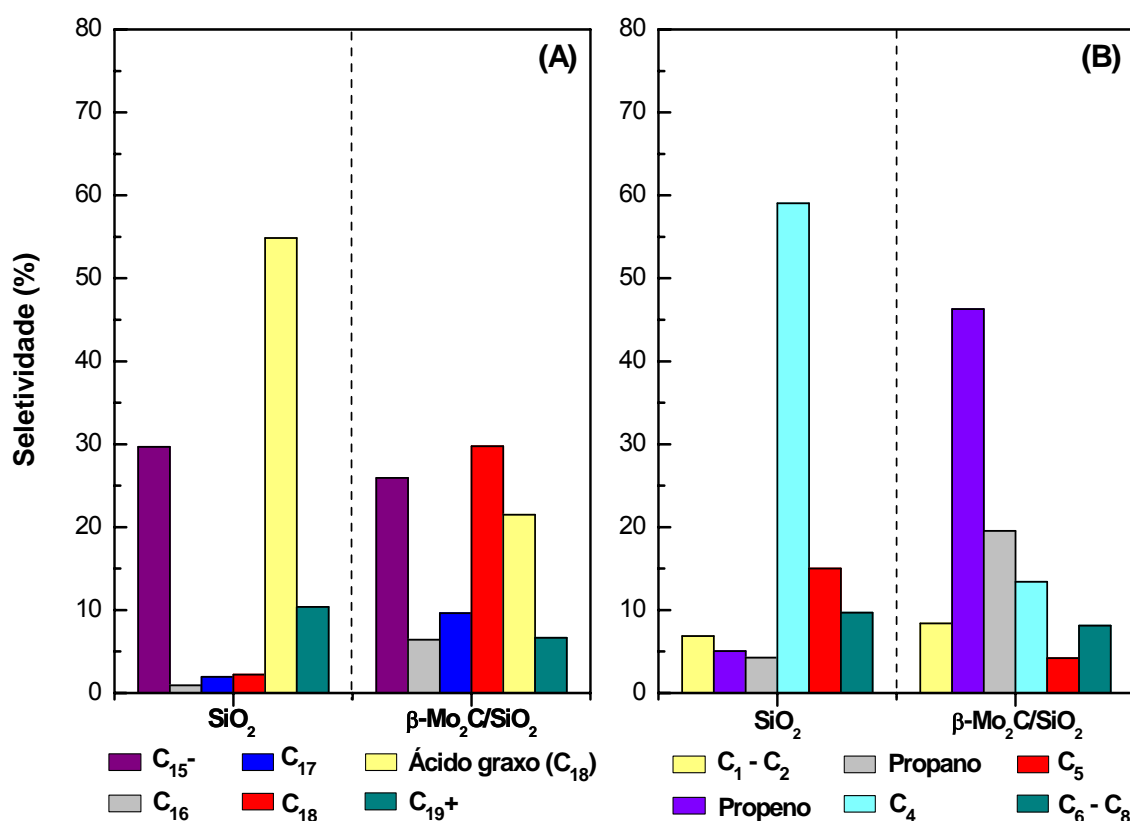 Seletividade (%)
(A)
80
70
60
50
40
30
20
10
0
SiO₂
β-Mo₂C/SiO₂
C₁₅-
C₁₇
Ácido graxo (C₁₈)
C₁₆
C₁₈
C₁₉+
(B)
80
70
60
50
40
30
20
10
0
SiO₂
β-Mo₂C/SiO₂
C₁ - C₂
Propano
C₅
Propeno
C₄
C₆ - C₈